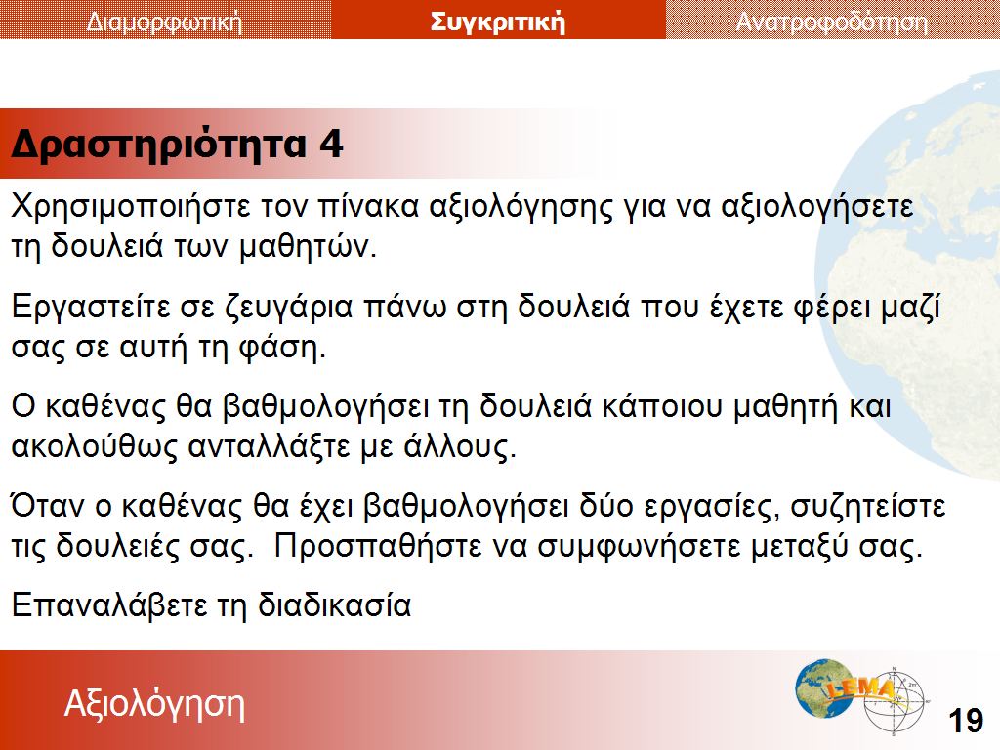 Διαμορφωτική
Συγκριτική
Ανατροφοδότηση
Δραστηριότητα 4
Χρησιμοποιήστε τον πίνακα αξιολόγησης για να αξιολογήσετε
τη δουλειά των μαθητών.
Εργαστείτε σε ζευγάρια πάνω στη δουλειά που έχετε φέρει μαζί
σας σε αυτή τη φάση.
Ο καθένας θα βαθμολογήσει τη δουλειά κάποιου μαθητή και
ακολούθως ανταλλάξτε με άλλους.
Όταν ο καθένας θα έχει βαθμολογήσει δύο εργασίες, συζητείστε
τις δουλειές σας.  Προσπαθήστε να συμφωνήσετε μεταξύ σας.
Επαναλάβετε τη διαδικασία
Αξιολόγηση
LEMA
19